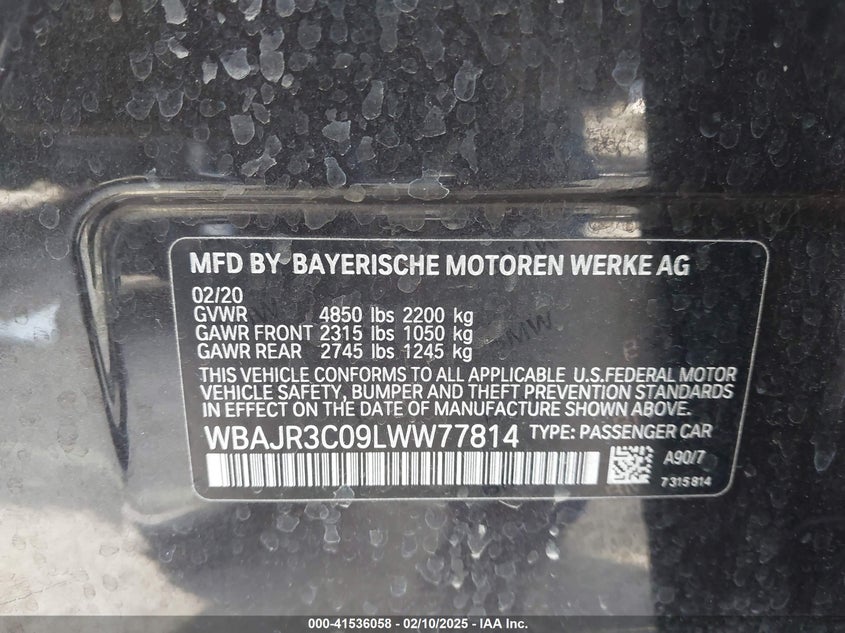 MFD BY BAYERISCHE MOTOREN WERKE AG
02/20
GVWR 4850 lbs 2200 kg
GAWR FRONT 2315 lbs 1050 kg
GAWR REAR 2745 lbs 1245 kg
THIS VEHICLE CONFORMS TO ALL APPLICABLE U.S.FEDERAL MOTOR
VEHICLE SAFETY, BUMPER AND THEFT PREVENTION STANDARDS
IN EFFECT ON THE DATE OF MANUFACTURE SHOWN ABOVE.
WBAJR3C09LWW77814 TYPE: PASSENGER CAR
A90/7
7315814
000-41536058 - 02/10/2025 - IAA Inc.